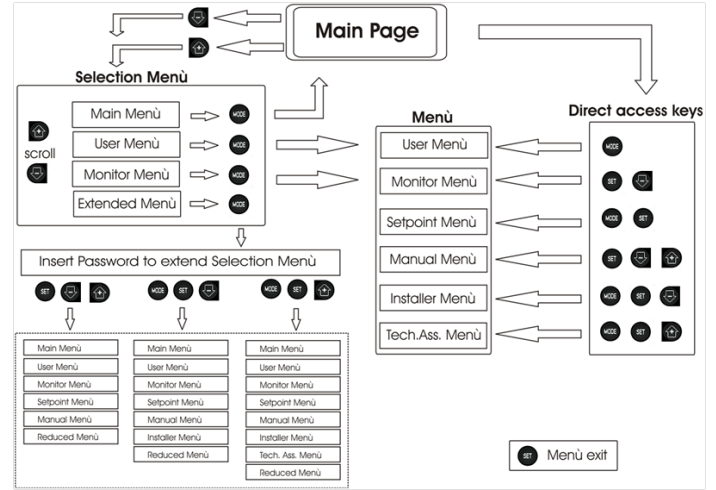 Main Page
-
+
Selection Menù
+
scroll
-
Main Menù MODE
User Menù MODE
Monitor Menù MODE
Extended Menù MODE
Insert Password to extend Selection Menù
SET - +
MODE SET -
MODE SET +
Main Menù
User Menù
Monitor Menù
Setpoint Menù
Manual Menù
Reduced Menù
Main Menù
User Menù
Monitor Menù
Setpoint Menù
Manual Menù
Installer Menù
Reduced Menù
Main Menù
User Menù
Monitor Menù
Setpoint Menù
Manual Menù
Installer Menù
Tech. Ass. Menù
Reduced Menù
Menù
User Menù
Monitor Menù
Setpoint Menù
Manual Menù
Installer Menù
Tech.Ass. Menù
Direct access keys
MODE
SET -
MODE SET
SET - +
MODE SET -
MODE SET +
SET Menù exit